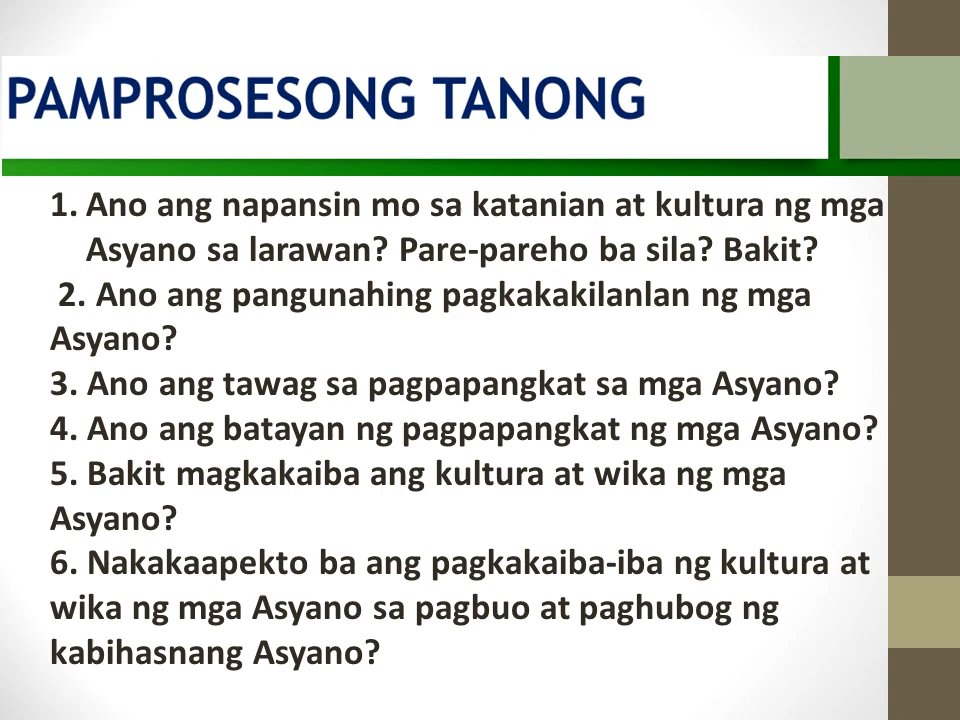 PAMPROSESONG TANONG
1. Ano ang napansin mo sa katanian at kultura ng mga
Asyano sa larawan? Pare-pareho ba sila? Bakit?
2. Ano ang pangunahing pagkakakilanlan ng mga
Asyano?
3. Ano ang tawag sa pagpapangkat sa mga Asyano?
4. Ano ang batayan ng pagpapangkat ng mga Asyano?
5. Bakit magkakaiba ang kultura at wika ng mga
Asyano?
6. Nakakaapekto ba ang pagkakaiba-iba ng kultura at
wika ng mga Asyano sa pagbuo at paghubog ng
kabihasnang Asyano?